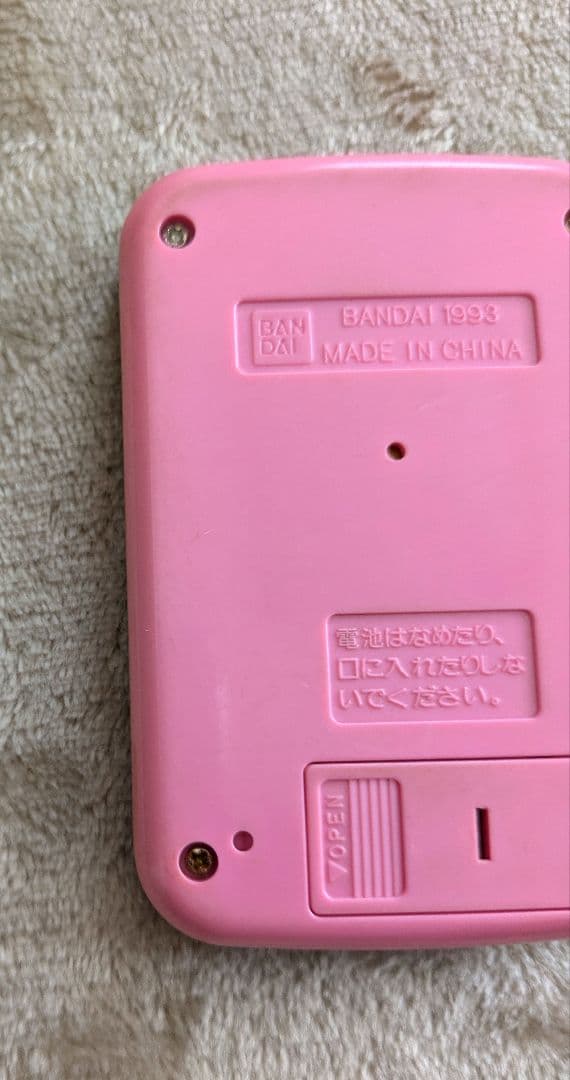 BAN
DAI
BANDAI 1993
MADE IN CHINA
電池はなめたり、
口に入れたりしな
いでください。
OPEN